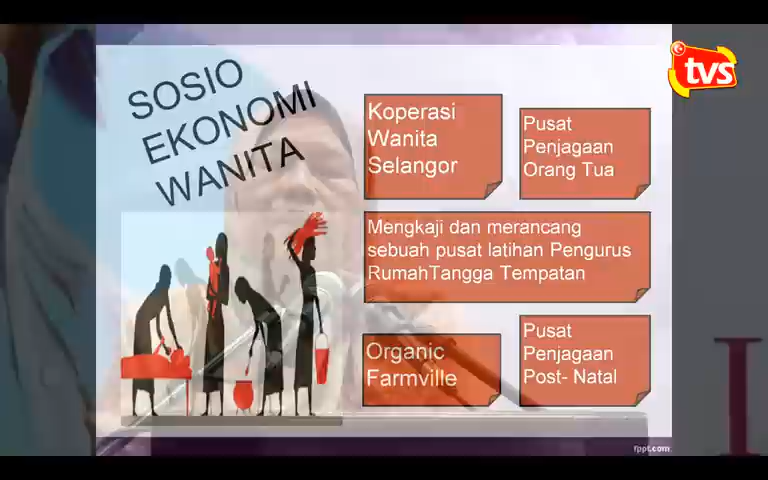 tvs
SOSIO
EKONOMI
WANITA
Koperasi
Wanita
Selangor
Pusat
Penjagaan
Orang Tua
Mengkaji dan merancang
sebuah pusat latihan Pengurus
RumahTangga Tempatan
Organic
Farmville
Pusat
Penjagaan
Post- Natal
fppt.com